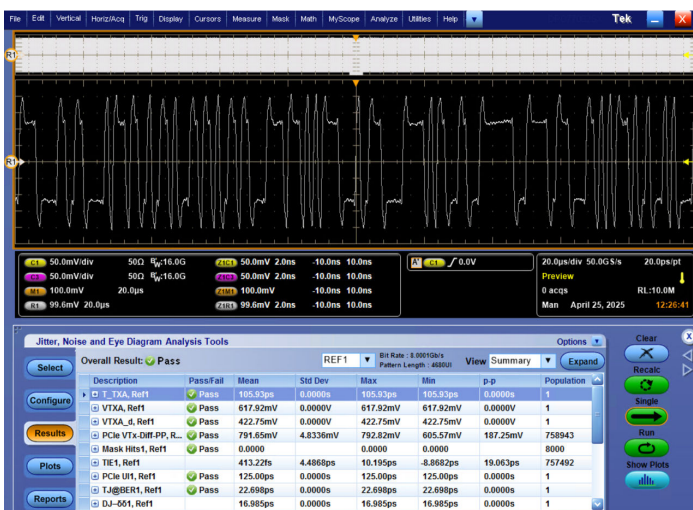 File Edit Vertical Horiz/Acq Trig Display Cursors Measure Mask Math MyScope Analyze Utilities Help Tek X
R1
R1
C1 50.0mV/div 50Ω BW:16.0G Z1C1 50.0mV 2.0ns -10.0ns 10.0ns A' C1 0.0V 20.0µs/div 50.0GS/s 20.0ps/pt
C3 50.0mV/div 50Ω BW:16.0G Z1C3 50.0mV 2.0ns -10.0ns 10.0ns Preview
M1 100.0mV 20.0µs Z1M1 100.0mV -10.0ns 10.0ns 0 acqs RL:10.0M
R1 99.6mV 20.0µs Z1R1 99.6mV 2.0ns -10.0ns 10.0ns Man April 25, 2025 12:26:41
Jitter, Noise and Eye Diagram Analysis Tools Options Clear X
Select Overall Result: Pass REF1 Bit Rate : 8.0001Gb/s
Pattern Length : 4680UI View Summary Expand Recalc
Description Pass/Fail Mean Std Dev Max Min p-p Population
Configure T_TXA, Ref1 Pass 105.93ps 0.0000s 105.93ps 105.93ps 0.0000s 1 Single
VTXA, Ref1 Pass 617.92mV 0.0000V 617.92mV 617.92mV 0.0000V 1
VTXA_d, Ref1 Pass 422.75mV 0.0000V 422.75mV 422.75mV 0.0000V 1
Results PCIe VTx-Diff-PP, R... Pass 791.65mV 4.8336mV 792.82mV 605.57mV 187.25mV 758943 Run
Mask Hits1, Ref1 Pass 0.0000 0.0000 8000
Plots TIE1, Ref1 413.22fs 4.4868ps 10.195ps -8.8682ps 19.063ps 757492 Show Plots
PCIe UI1, Ref1 Pass 125.00ps 0.0000s 125.00ps 125.00ps 0.0000s 1
TJ@BER1, Ref1 Pass 22.698ps 0.0000s 22.698ps 22.698ps 0.0000s 1
Reports DJ–δδ1, Ref1 16.985ps 0.0000s 16.985ps 16.985ps 0.0000s 1